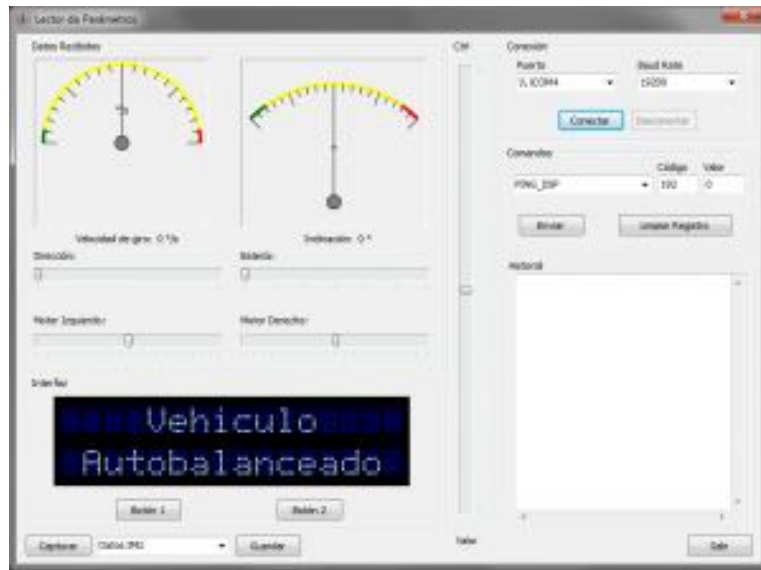 Lector de Parámetros
Datos Recibidos
Velocidad de giro: 0 º/s
Inclinación: 0 º
Dirección:
Batería:
Motor Izquierdo:
Motor Derecho:
Interfaz
Vehiculo
Autobalanceado
Botón 1
Botón 2
Capturar
Datos IMU
Guardar
Valor
Conexión
Puerto
Baud Rate
19200
Conectar
Desconectar
Comandos
Código
Valor
PING_DSP
192
0
Enviar
Limpiar Registro
Historial
Salir